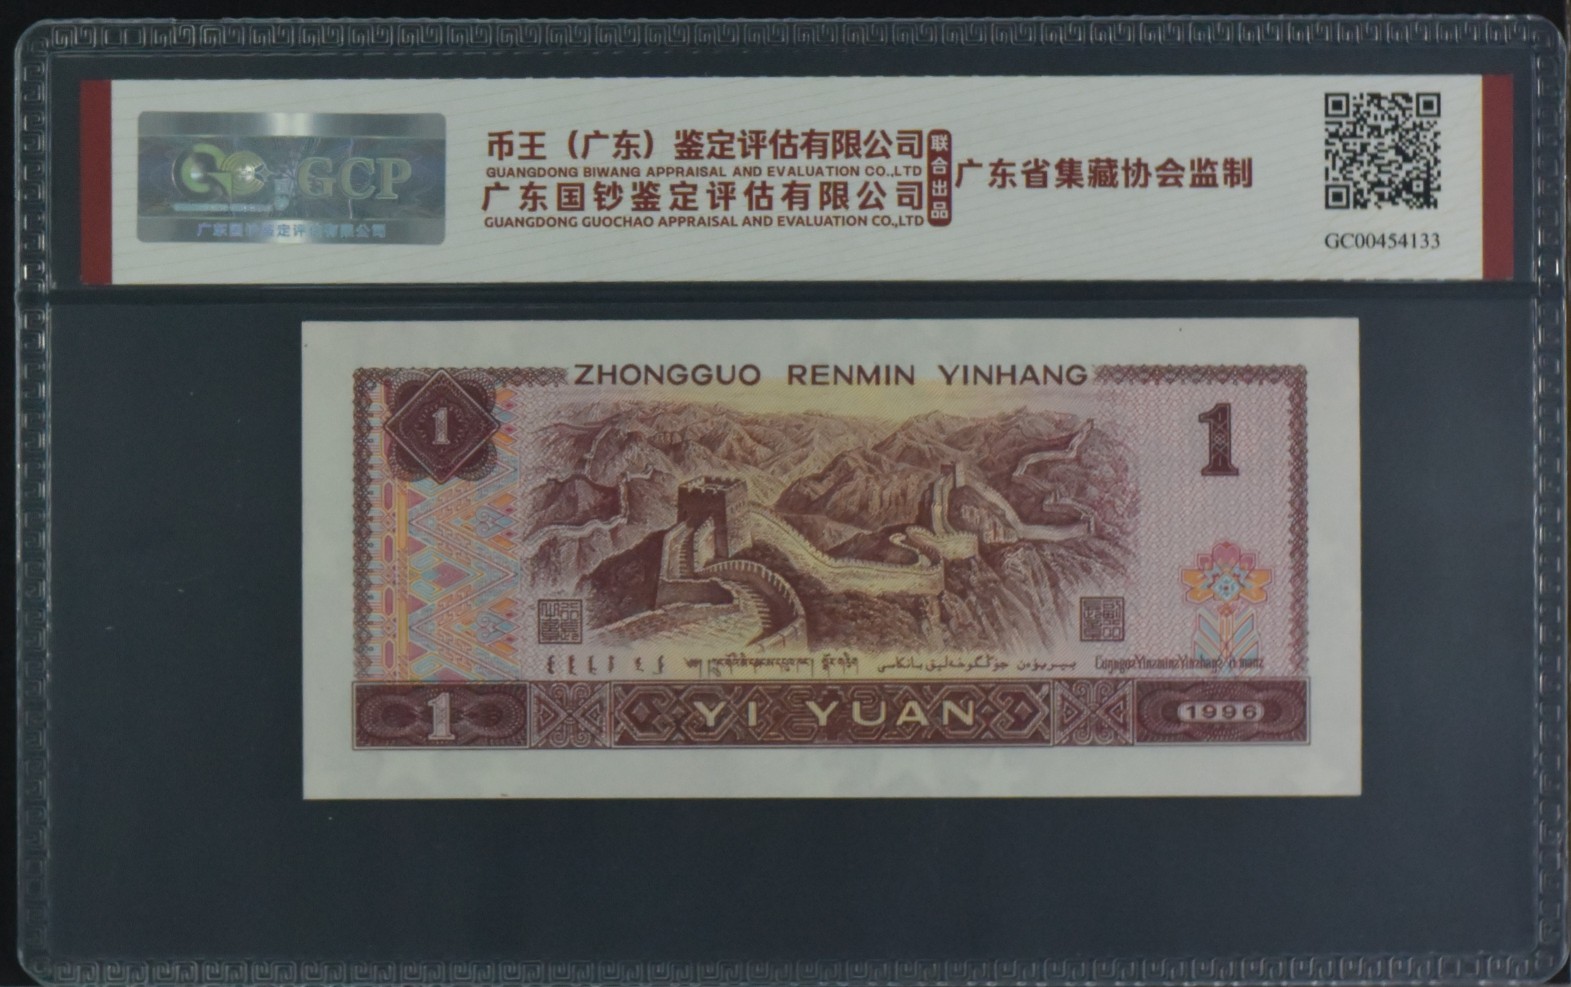 GCP
币王（广东）鉴定评估有限公司
GUANGDONG BIWANG APPRAISAL AND EVALUATION CO.,LTD
广东国钞鉴定评估有限公司
GUANGDONG GUOCHAO APPRAISAL AND EVALUATION CO.,LTD
联合出品
广东省集藏协会监制
GC00454133
ZHONGGUO RENMIN YINHANG
1
1
1
YI YUAN
1996